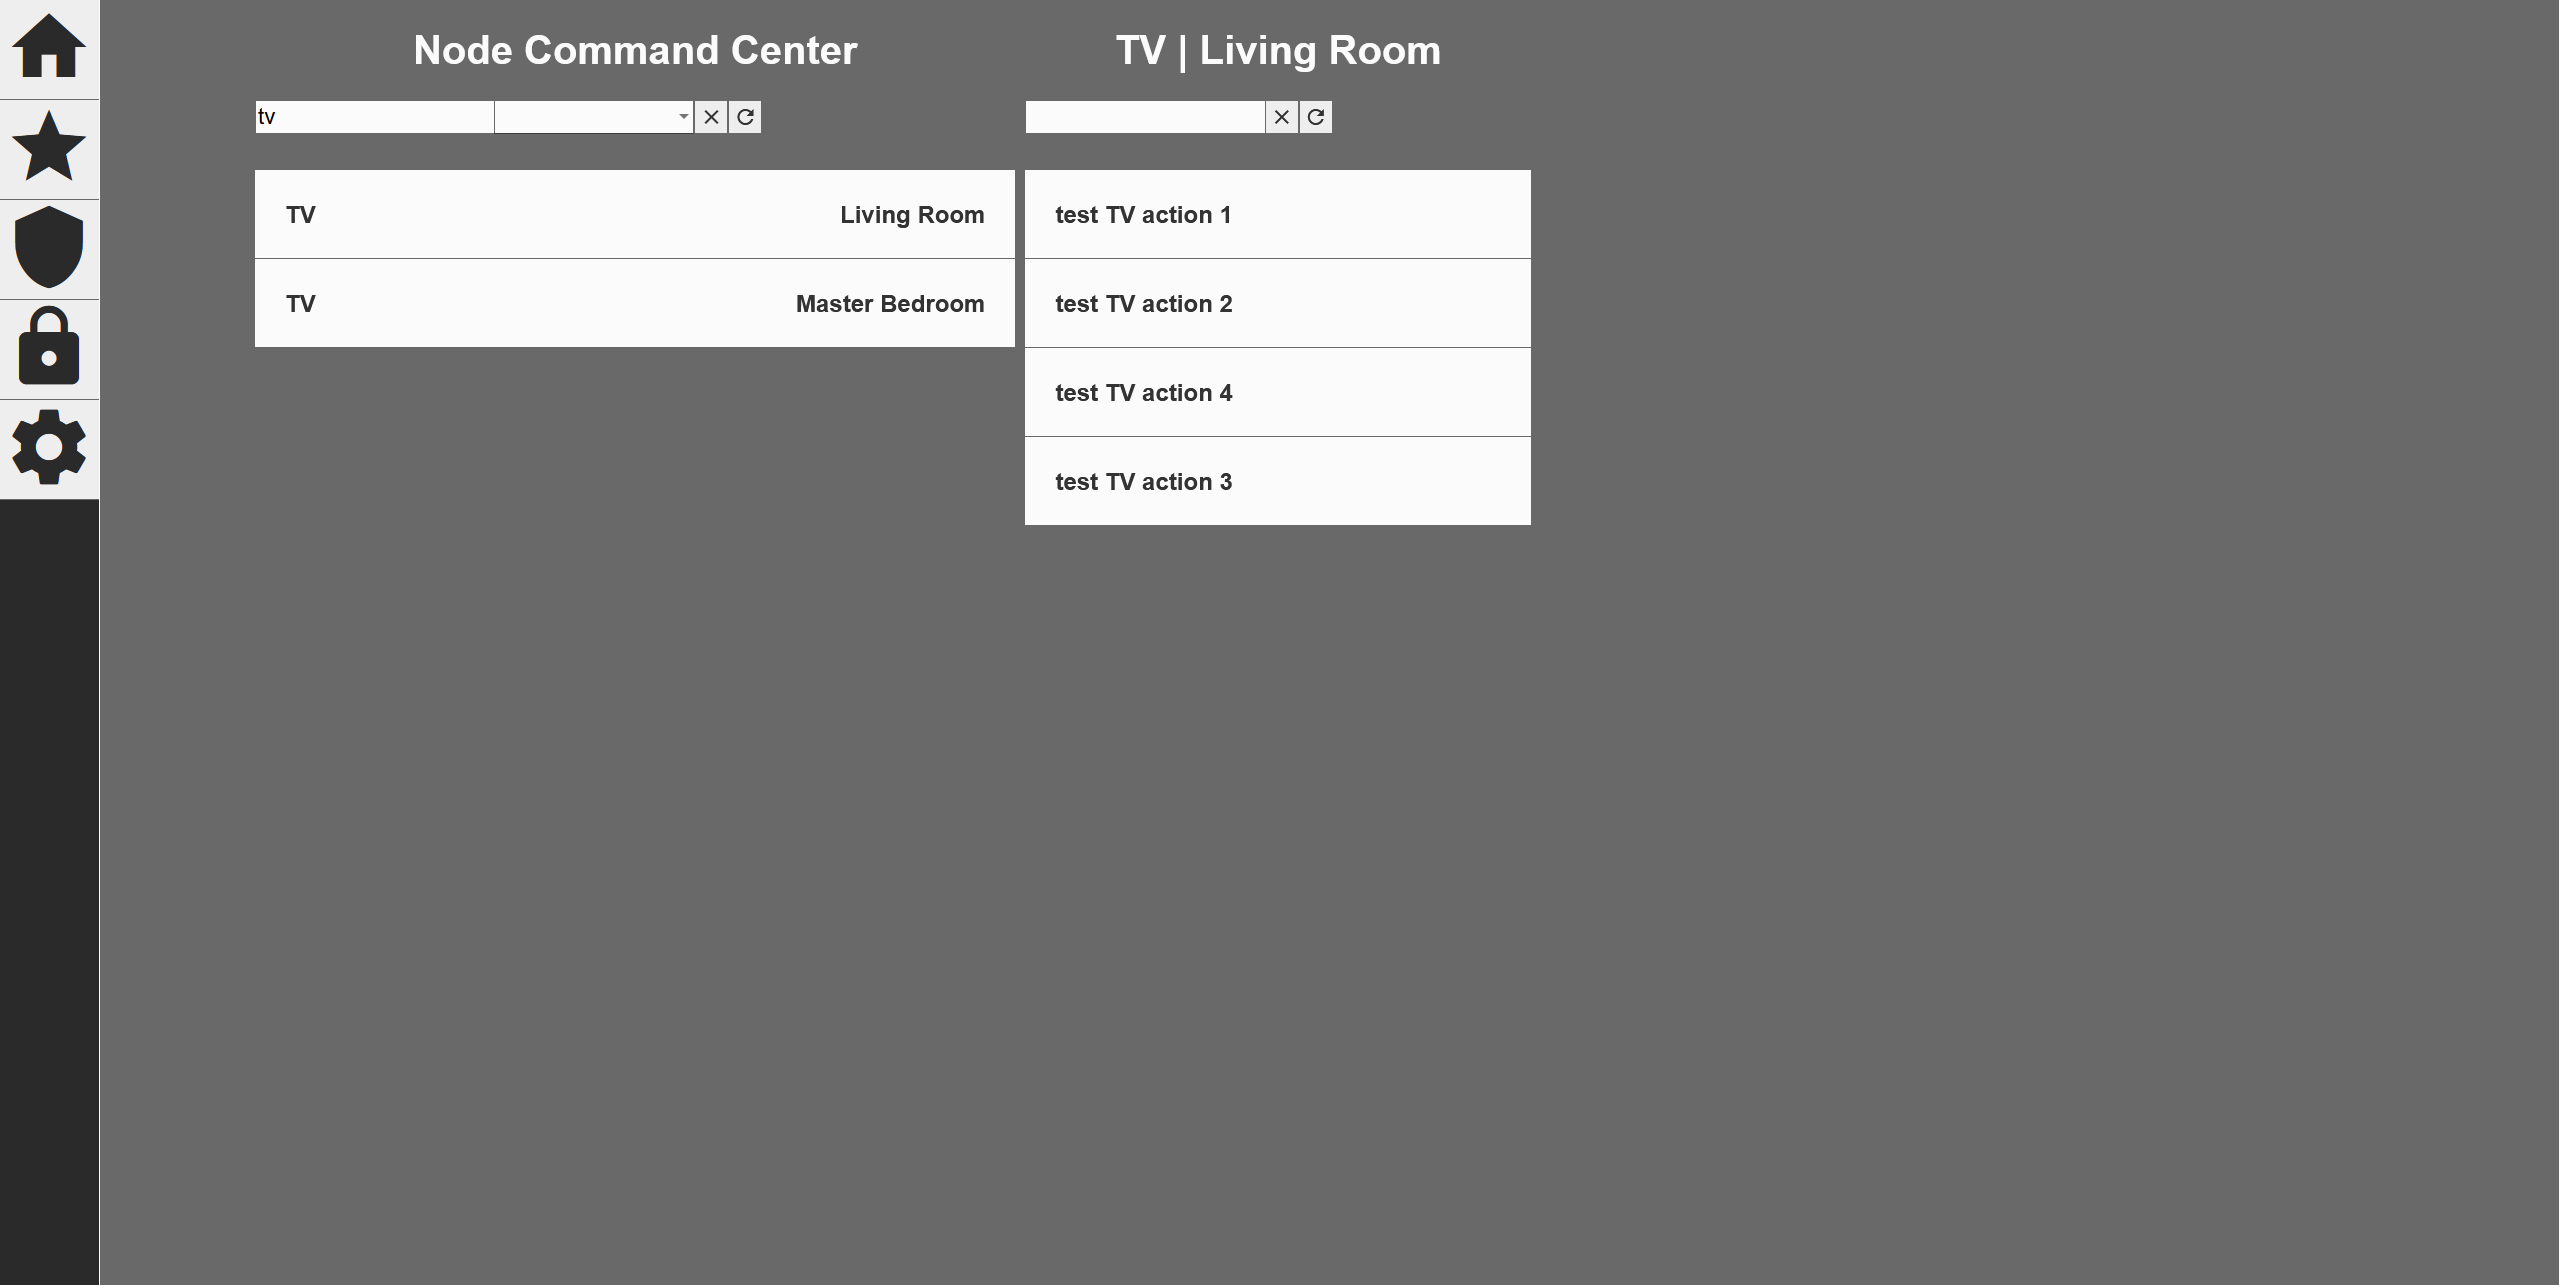 Node Command Center
tv
TV Living Room
TV Master Bedroom
TV | Living Room
test TV action 1
test TV action 2
test TV action 4
test TV action 3